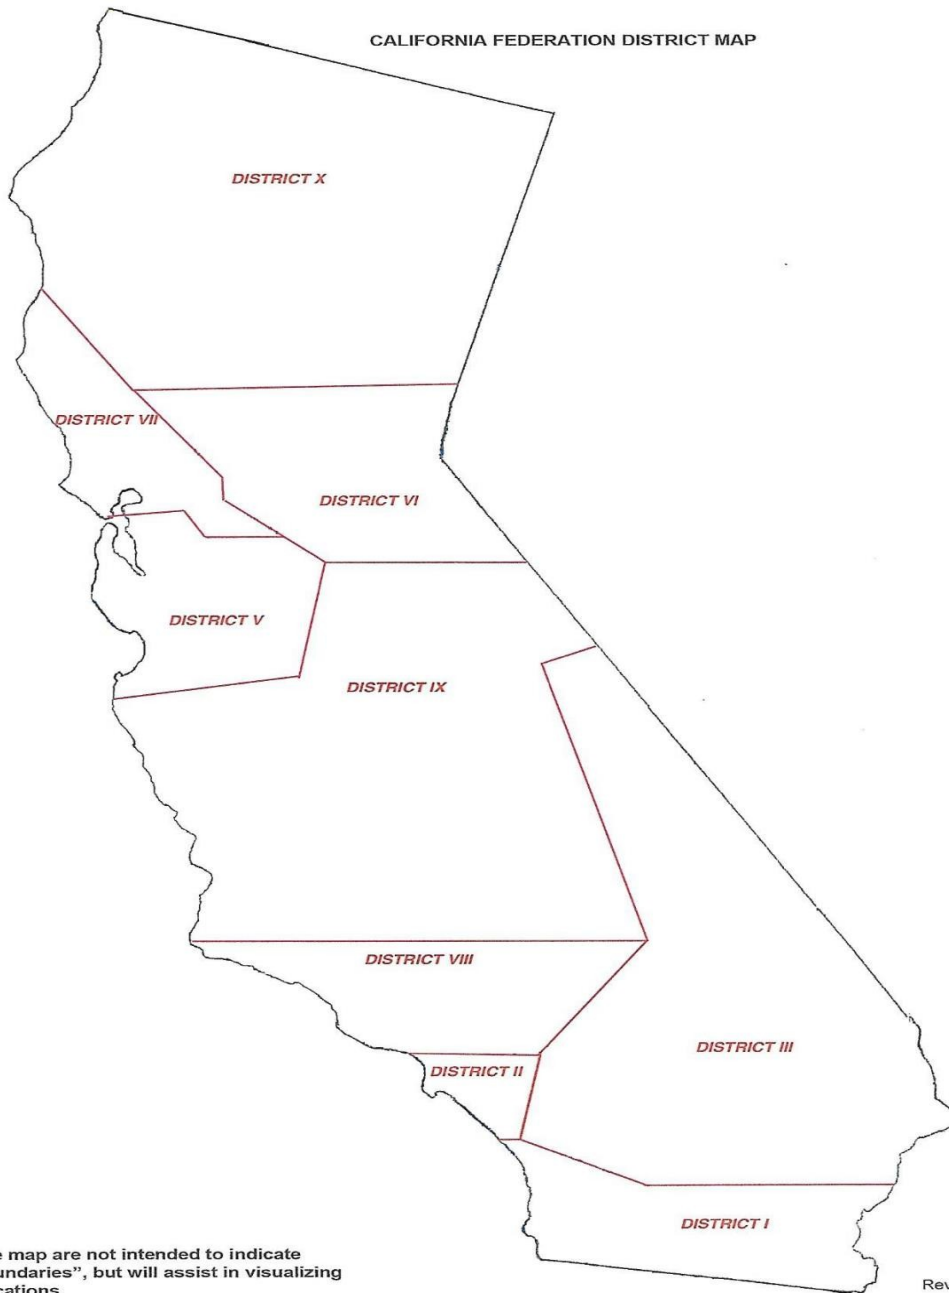 CALIFORNIA FEDERATION DISTRICT MAP
DISTRICT X
DISTRICT VII
DISTRICT VI
DISTRICT V
DISTRICT IX
DISTRICT VIII
DISTRICT III
DISTRICT II
DISTRICT I
e map are not intended to indicate
undaries”, but will assist in visualizing
cations
Rev